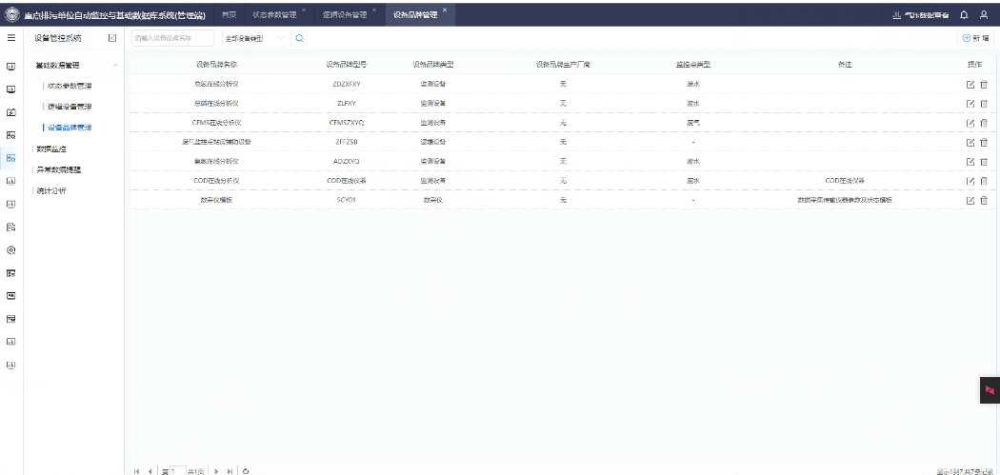 重点排污单位自动监控与基础数据库系统(管理端) 首页 状态参数管理 × 逻辑设备管理 × 设备品牌管理 × 气压数据查看
设备管控系统 请输入设备品牌名称 全部设备类型 新增
设备品牌名称 设备品牌型号 设备品牌类型 设备品牌生产厂商 监控点类型 备注 操作
基础数据管理
状态参数管理
逻辑设备管理
设备品牌管理
数据监控
异常数据提醒
统计分析
总氮在线分析仪 ZDZXFXY 监测设备 无 废水
总磷在线分析仪 ZLFXY 监测设备 无 废水
CEMS在线分析仪 CEMSZXYQ 监测设备 无 废气
废气监控点站房辅助设备 ZFFZSB 逻辑设备 无 -
氨氮在线分析仪 ADZXYQ 监测设备 无 废水
COD在线分析仪 COD在线仪器 监测设备 无 废水 COD在线仪器
数采仪模板 SCY01 数采仪 无 - 数据采集传输仪器参数及状态模板
第 1 共1页 显示1到7,共7条记录